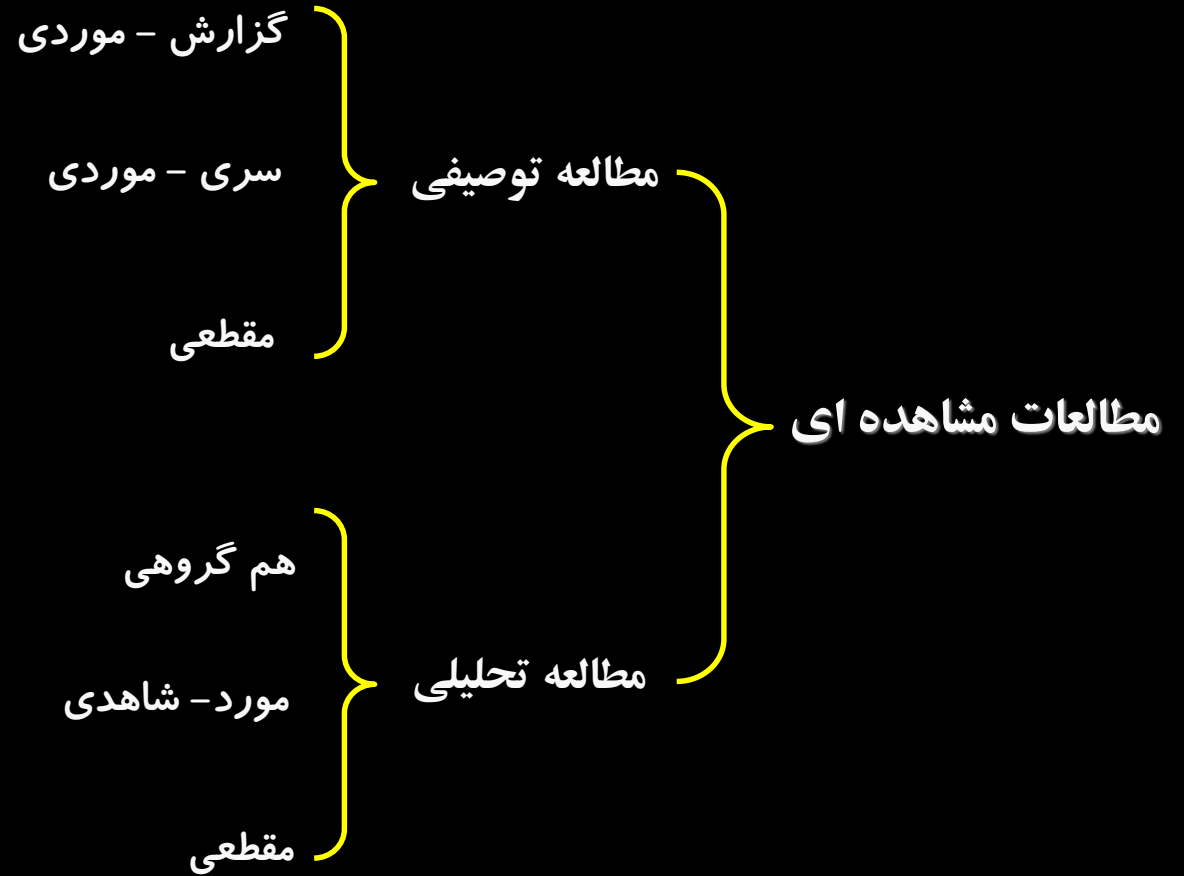 مطالعات مشاهده ای
مطالعه توصیفی
گزارش – موردی
سری – موردی
مقطعی
مطالعه تحلیلی
هم گروهی
مورد– شاهدی
مقطعی